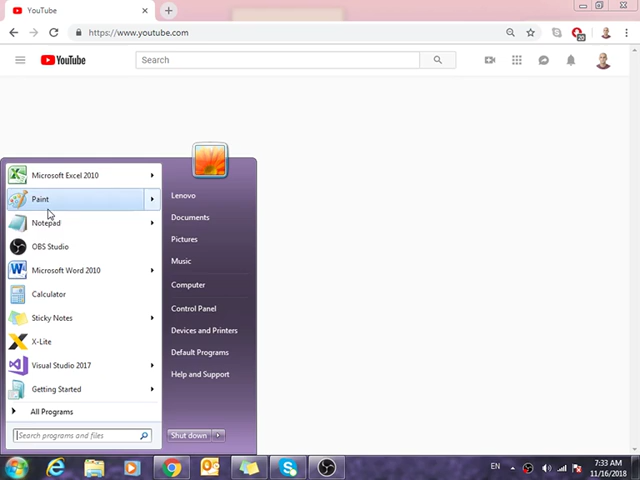 YouTube
https://www.youtube.com
YouTube
Search
20
Microsoft Excel 2010
Paint
Notepad
OBS Studio
Microsoft Word 2010
Calculator
Sticky Notes
X-Lite
Visual Studio 2017
Getting Started
All Programs
Search programs and files
Lenovo
Documents
Pictures
Music
Computer
Control Panel
Devices and Printers
Default Programs
Help and Support
Shut down
EN
7:33 AM
11/16/2018